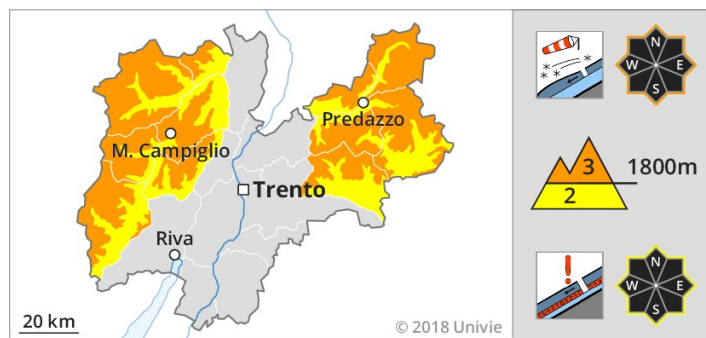 M. Campiglio
Predazzo
Trento
Riva
20 km
© 2018 Univie
N
W E
S
3 1800m
2
N
W E
S